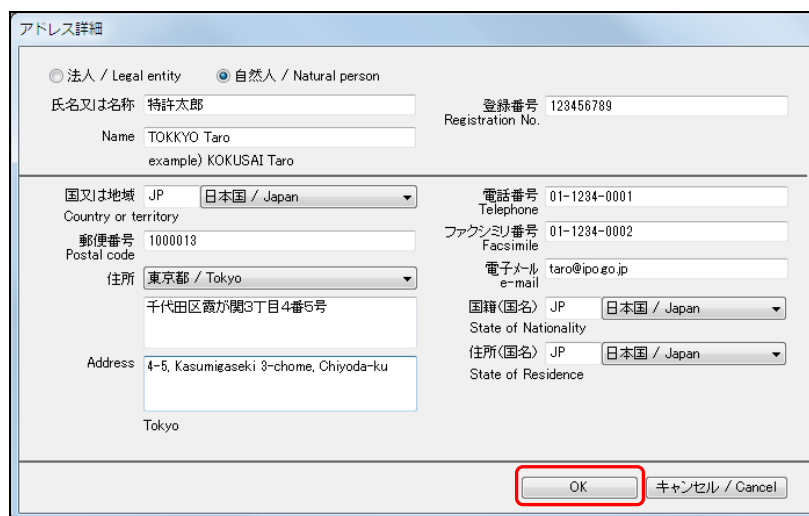 アドレス詳細
法人 / Legal entity 自然人 / Natural person
氏名又は名称 特許太郎
登録番号 123456789
Registration No.
Name TOKKYO Taro
example) KOKUSAI Taro
国又は地域 JP 日本国 / Japan
Country or territory
電話番号 01-1234-0001
Telephone
郵便番号 1000013
Postal code
ファクシミリ番号 01-1234-0002
Facsimile
住所 東京都 / Tokyo
電子メール taro@ipo.go.jp
e-mail
千代田区霞が関3丁目4番5号
国籍(国名) JP 日本国 / Japan
State of Nationality
住所(国名) JP 日本国 / Japan
State of Residence
Address 4-5, Kasumigaseki 3-chome, Chiyoda-ku
Tokyo
OK キャンセル / Cancel